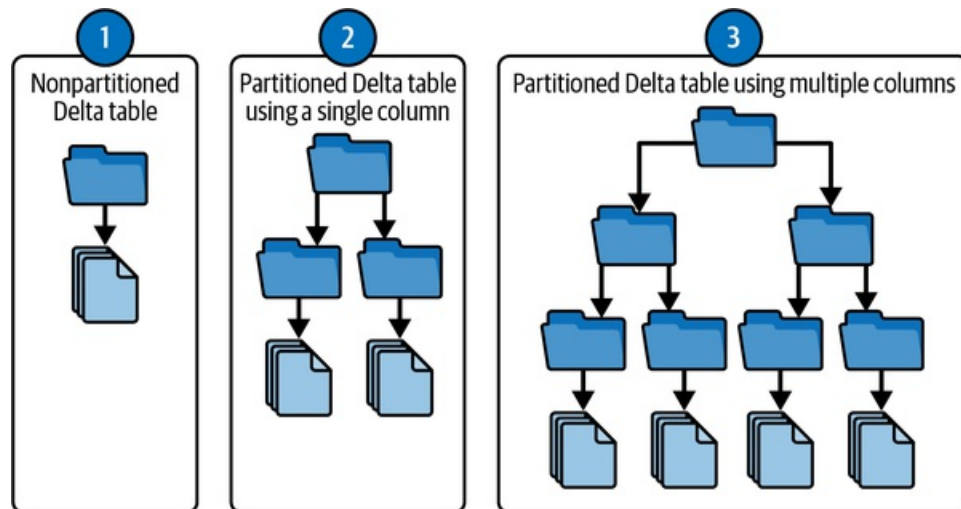 1
Nonpartitioned
Delta table
2
Partitioned Delta table
using a single column
3
Partitioned Delta table using multiple columns